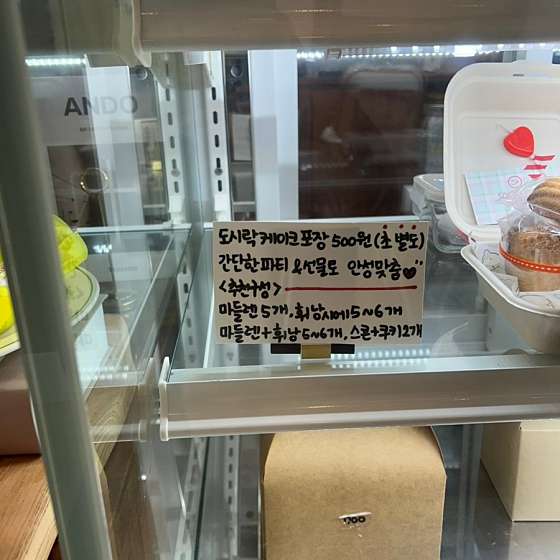 도시락케이크 포장 500원 (초 별도)
간단한 파티 & 선물도 안성맞춤
<추천구성>
마들렌 5개, 휘낭시에 5~6개
마들렌+휘낭 5~6개, 스콘+쿠키2개